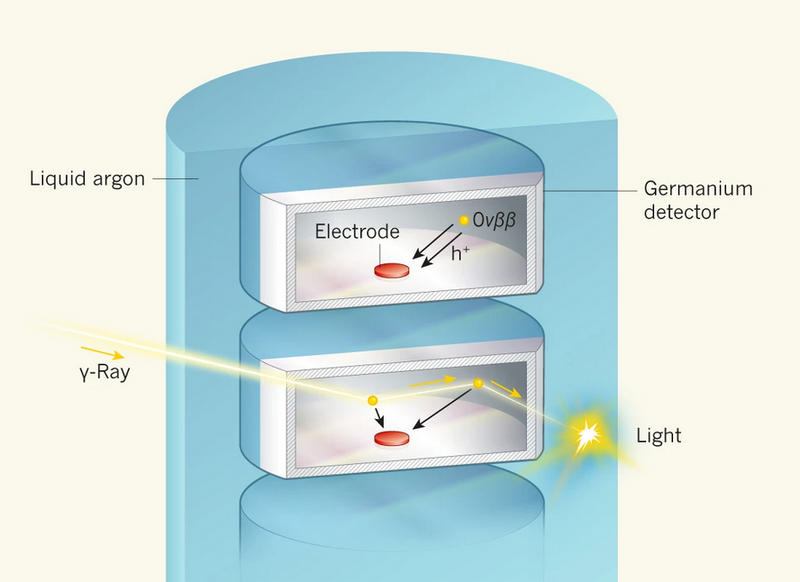 Liquid argon
Germanium
detector
Electrode
0νββ
h⁺
γ-Ray
Light